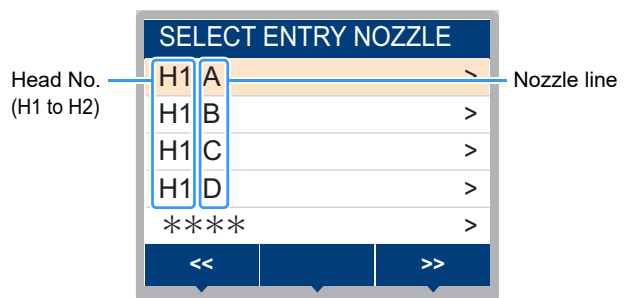 SELECT ENTRY NOZZLE
Head No.
(H1 to H2)
H1 A >
Nozzle line
H1 B >
H1 C >
H1 D >
**** >
<< >>